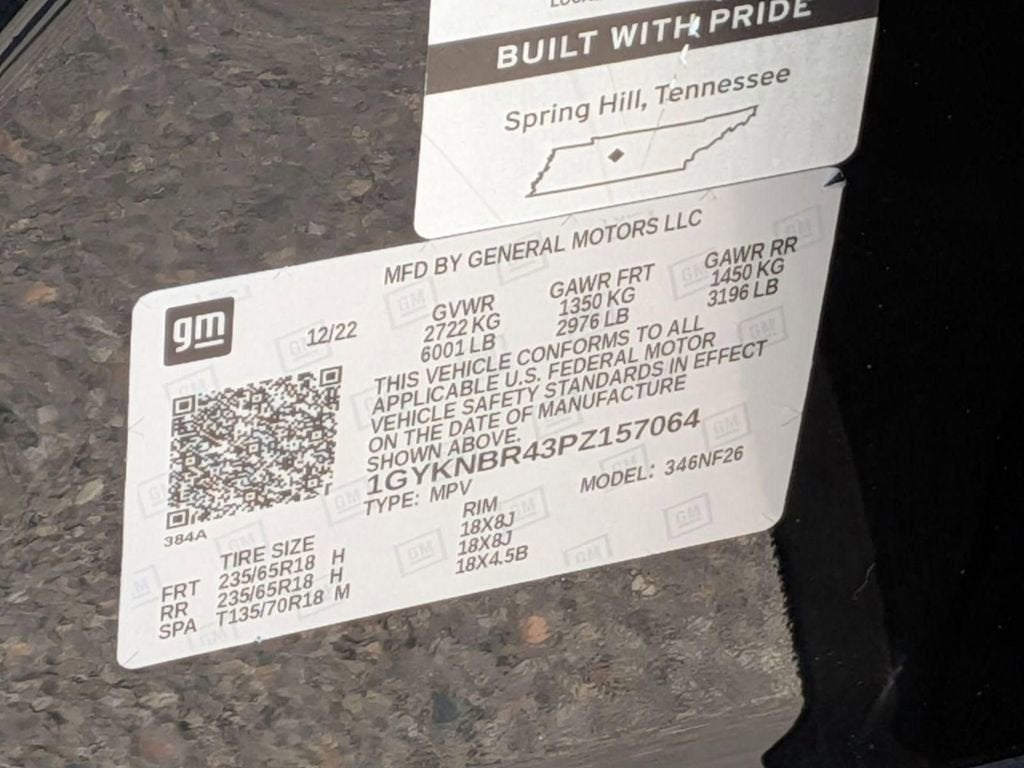 BUILT WITH PRIDE
Spring Hill, Tennessee
MFD BY GENERAL MOTORS LLC
gm
12/22
GVWR GAWR FRT GAWR RR
2722 KG 1350 KG 1450 KG
6001 LB 2976 LB 3196 LB
THIS VEHICLE CONFORMS TO ALL
APPLICABLE U.S. FEDERAL MOTOR
VEHICLE SAFETY STANDARDS IN EFFECT
ON THE DATE OF MANUFACTURE
SHOWN ABOVE.
1GYKNBR43PZ157064
TYPE: MPV MODEL: 346NF26
384A
TIRE SIZE RIM
FRT 235/65R18 H 18X8J
RR 235/65R18 H 18X8J
SPA T135/70R18 M 18X4.5B